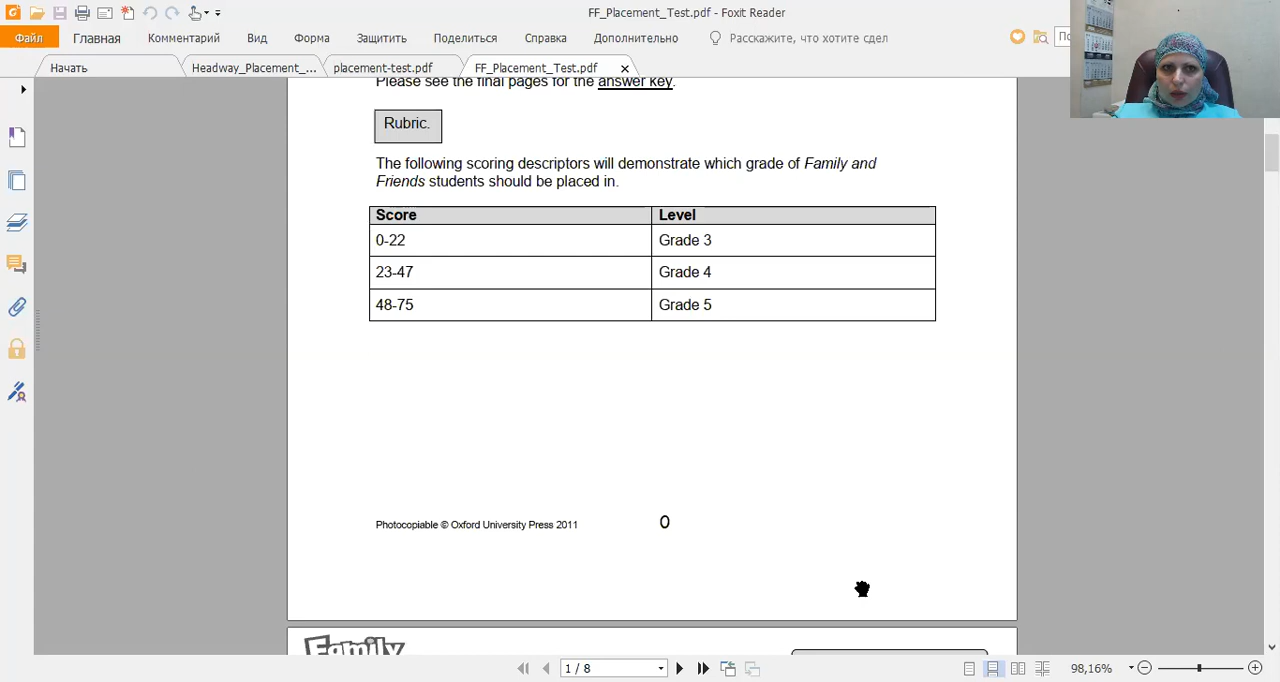 FF_Placement_Test.pdf - Foxit Reader
Файл Главная Комментарий Вид Форма Защитить Поделиться Справка Дополнительно Расскажите, что хотите сдел
Начать Headway_Placement_... placement-test.pdf FF_Placement_Test.pdf
Please see the final pages for the answer key.
Rubric.
The following scoring descriptors will demonstrate which grade of Family and
Friends students should be placed in.
Score Level
0-22 Grade 3
23-47 Grade 4
48-75 Grade 5
Photocopiable © Oxford University Press 2011 0
Family
1 / 8 98,16%